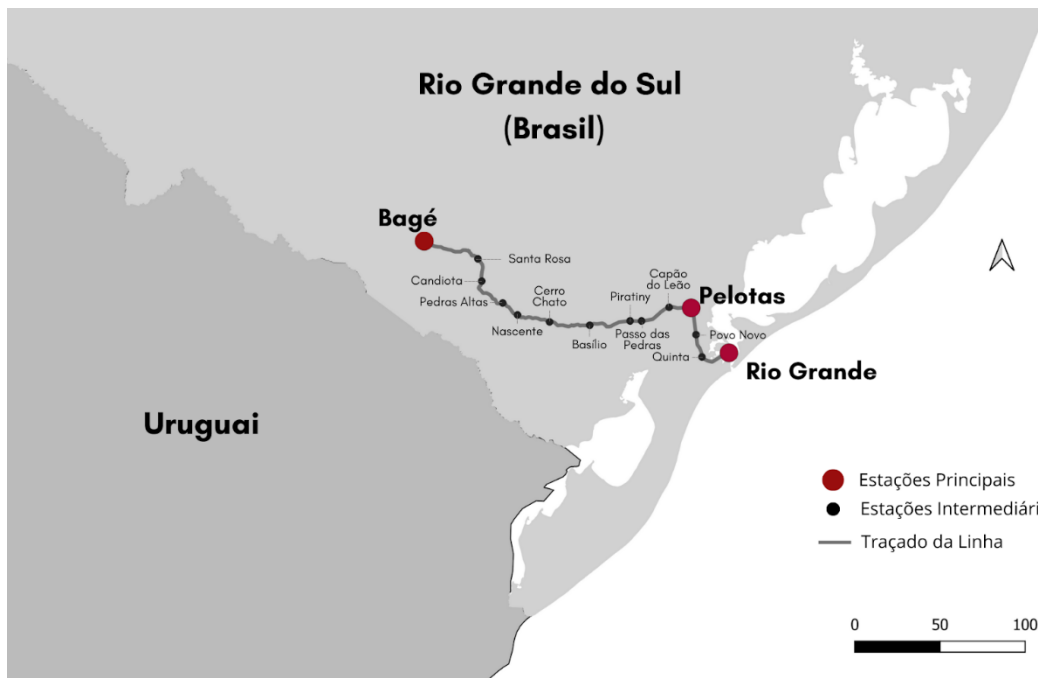 Rio Grande do Sul
(Brasil)
Bagé
Santa Rosa
Candiota
Pedras Altas
Nascente
Cerro
Chato
Basílio
Piratiny
Passo das
Pedras
Capão
do Leão
Pelotas
Povo Novo
Quinta
Rio Grande
Uruguai
Estações Principais
Estações Intermediári
Traçado da Linha
0 50 100